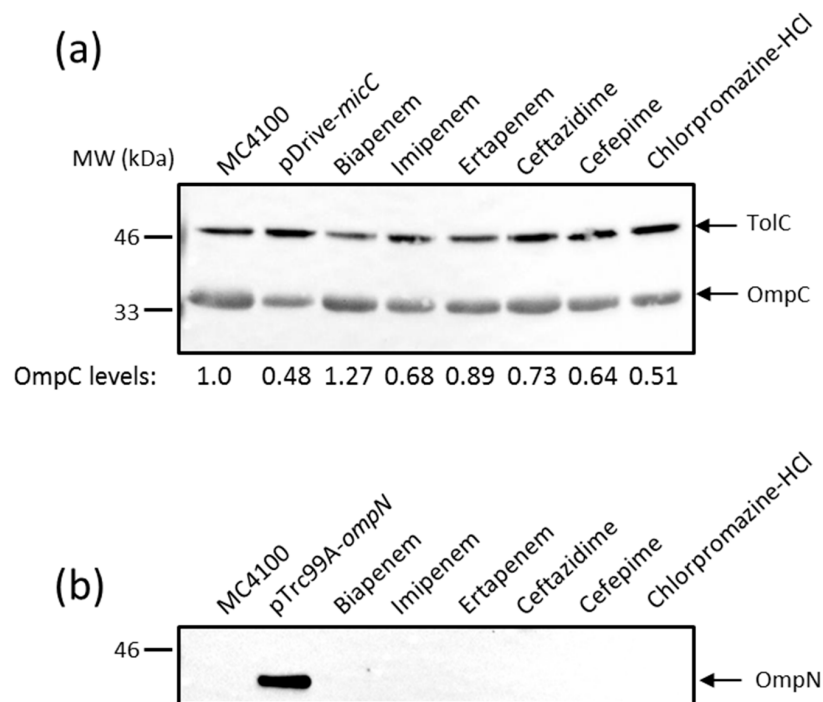 (a)
MW (kDa)
MC4100
pDrive-micC
Biapenem
Imipenem
Ertapenem
Ceftazidime
Cefepime
Chlorpromazine-HCl
46
33
TolC
OmpC
OmpC levels: 1.0 0.48 1.27 0.68 0.89 0.73 0.64 0.51
(b)
MC4100
pTrc99A-ompN
Biapenem
Imipenem
Ertapenem
Ceftazidime
Cefepime
Chlorpromazine-HCl
46
OmpN